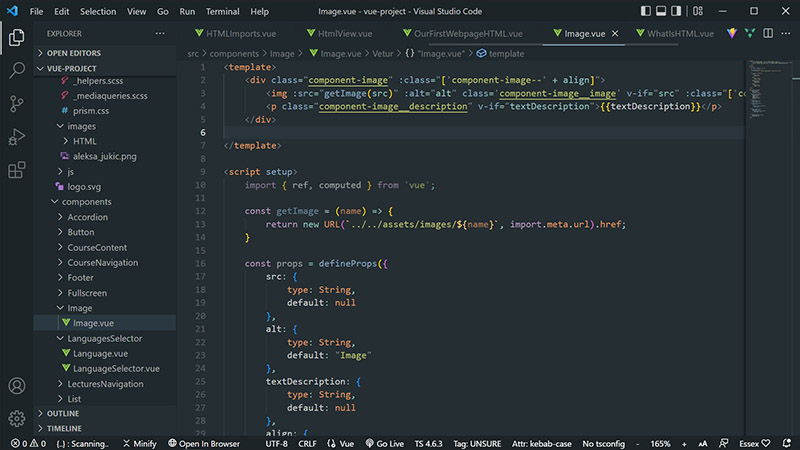 File Edit Selection View Go Run Terminal Help Image.vue - vue-project - Visual Studio Code
EXPLORER
HTMLImports.vue HtmlView.vue OurFirstWebpageHTML.vue Image.vue WhatIsHTML.vue
OPEN EDITORS
VUE-PROJECT
_helpers.scss
_mediaqueries.scss
prism.css
images
HTML
aleksa_jukic.png
js
logo.svg
components
Accordion
Button
CourseContent
CourseNavigation
Footer
Fullscreen
Image
Image.vue
LanguagesSelector
Language.vue
LanguageSelector.vue
LecturesNavigation
List
OUTLINE
TIMELINE
src > components > Image > Image.vue > Vetur > {} "Image.vue" > template
1 <template>
2 <div class="component-image" :class="['component-image--' + align]">
3 <img :src="getImage(src)" :alt="alt" class='component-image__image' v-if="src" :class="['co
4 <p class="component-image__description" v-if="textDescription">{{textDescription}}</p>
5 </div>
6
7 </template>
8
9 <script setup>
10 import { ref, computed } from 'vue';
11
12 const getImage = (name) => {
13 return new URL(`../../assets/images/${name}`, import.meta.url).href;
14 }
15
16 const props = defineProps({
17 src: {
18 type: String,
19 default: null
20 },
21 alt: {
22 type: String,
23 default: "Image"
24 },
25 textDescription: {
26 type: String,
27 default: null
28 },
29 align: {
0 0 {..} : Scanning.. Minify Open In Browser UTF-8 CRLF {} Vue Go Live TS 4.6.3 Tag: UNSURE Attr: kebab-case No tsconfig - 165% + AA Essex